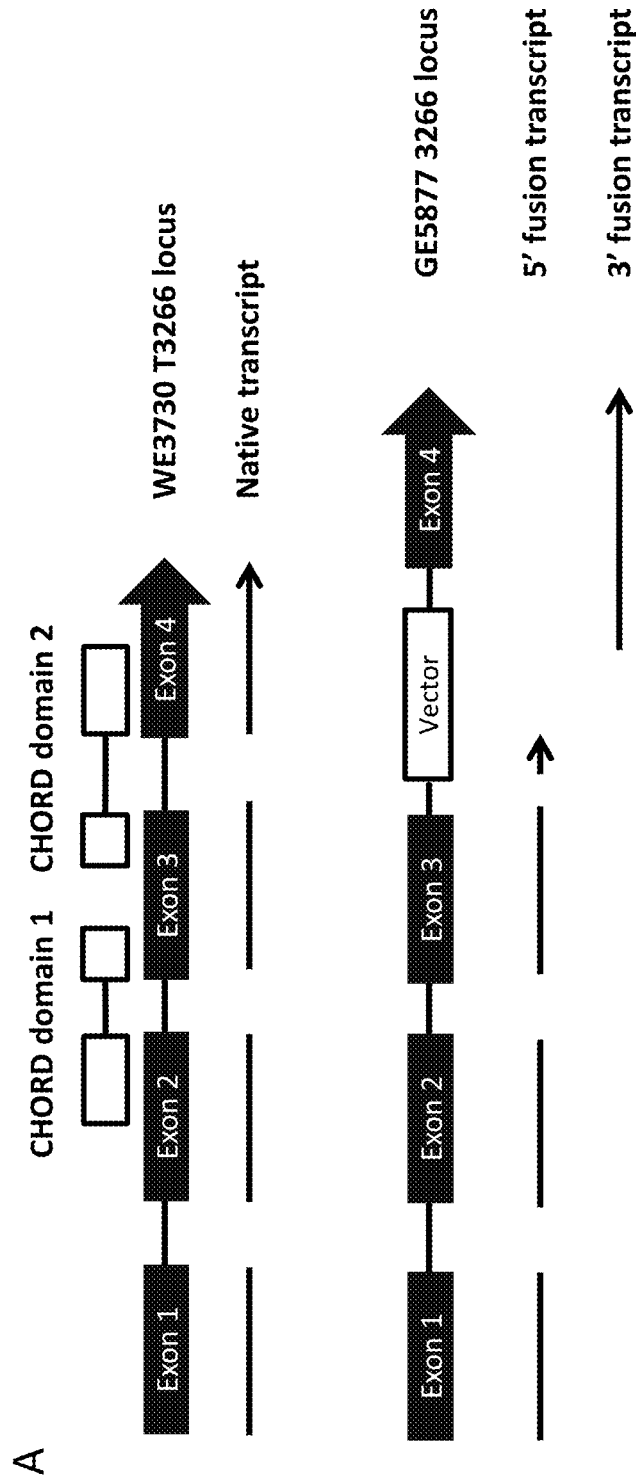 A
CHORD domain 1
CHORD domain 2
Exon 1
Exon 2
Exon 3
Exon 4
WE3730 T3266 locus
Native transcript
Exon 1
Exon 2
Exon 3
Vector
Exon 4
GE5877 3266 locus
5’ fusion transcript
3’ fusion transcript